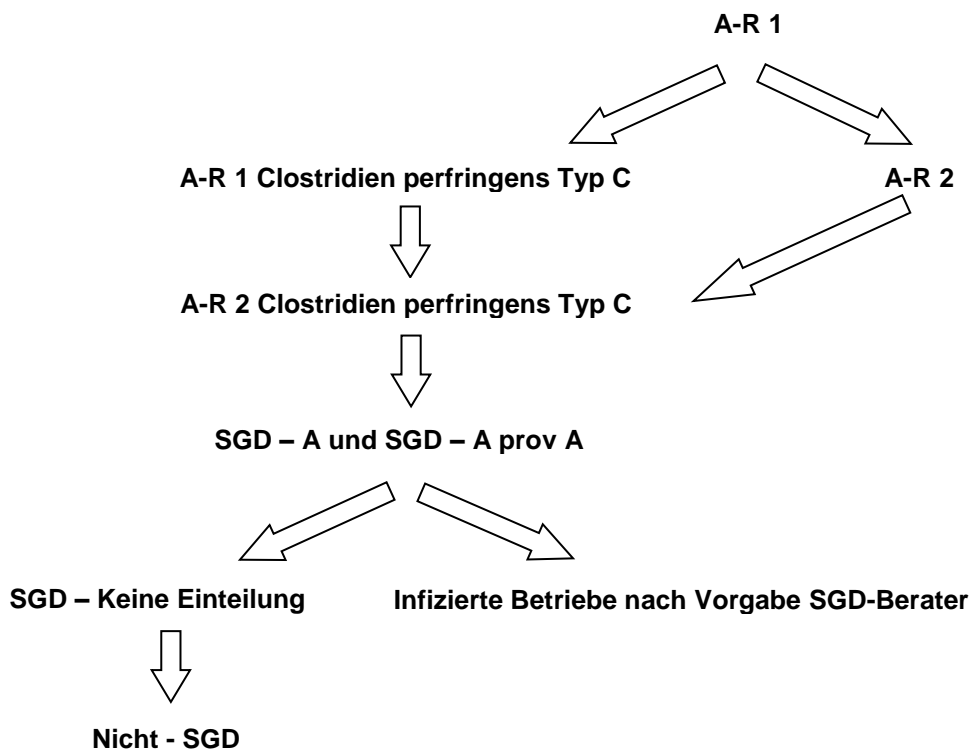 A-R 1
A-R 1 Clostridien perfringens Typ C
A-R 2
A-R 2 Clostridien perfringens Typ C
SGD – A und SGD – A prov A
SGD – Keine Einteilung
Infizierte Betriebe nach Vorgabe SGD-Berater
Nicht - SGD